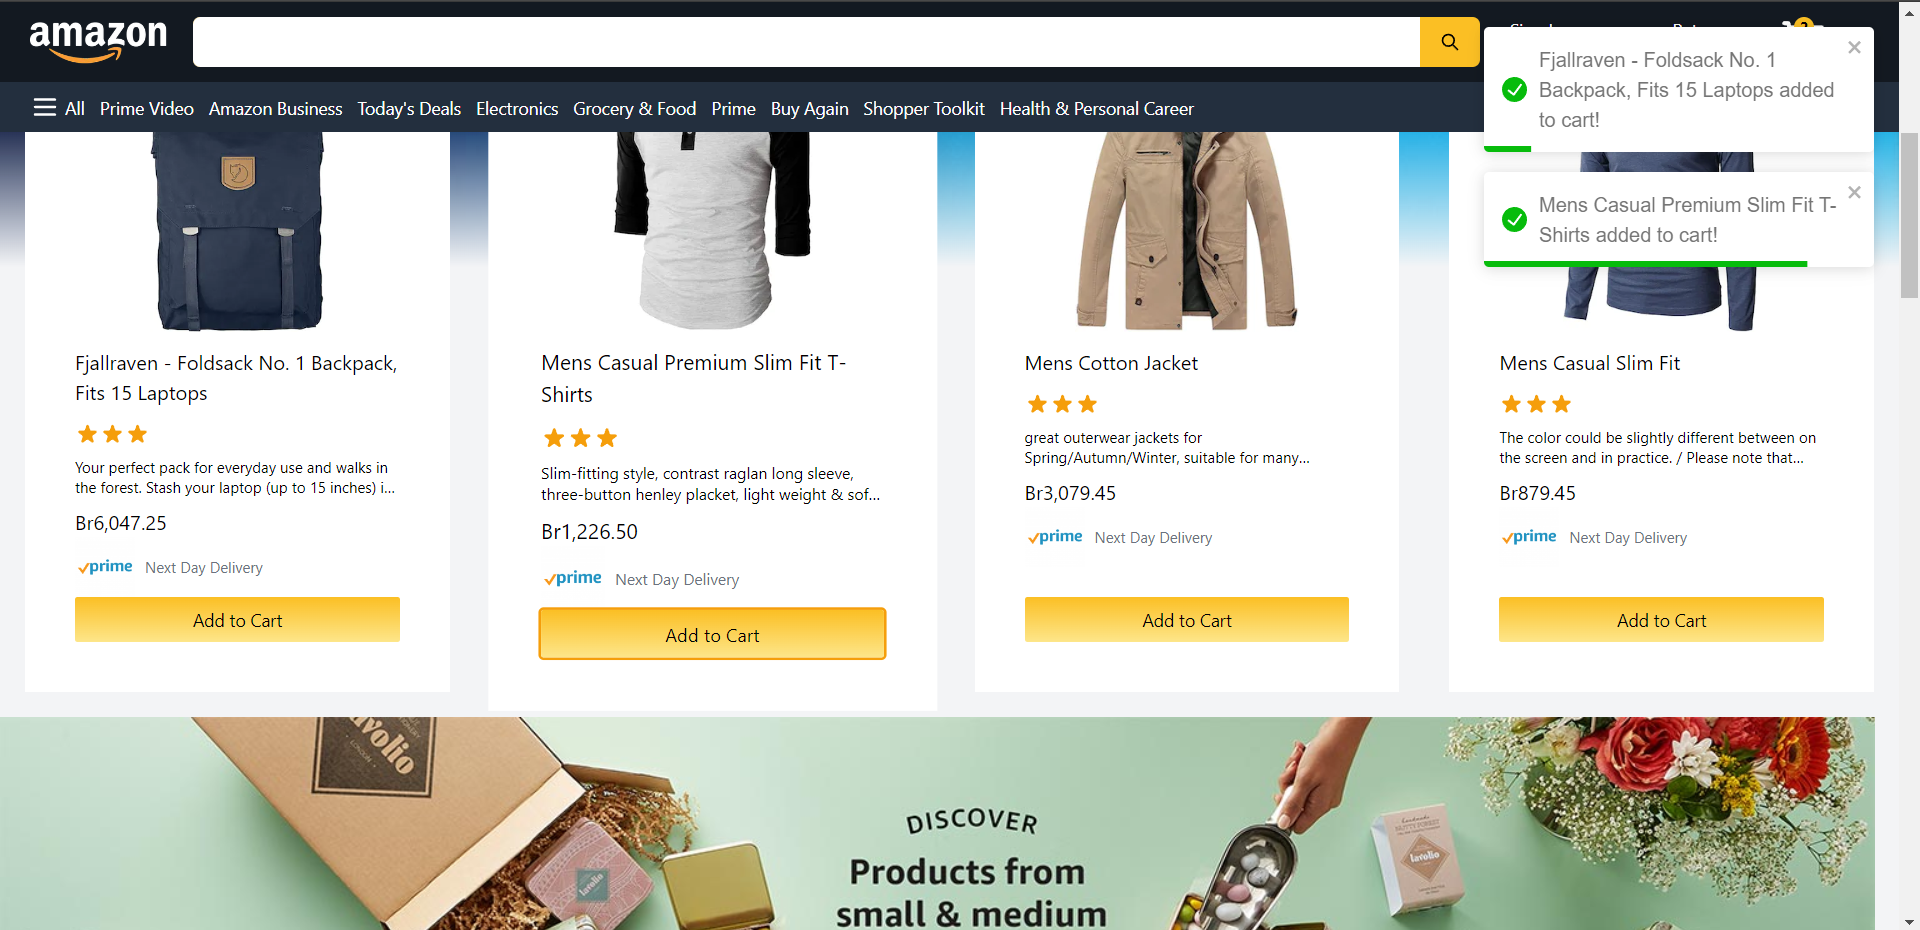 amazon
All Prime Video Amazon Business Today's Deals Electronics Grocery & Food Prime Buy Again Shopper Toolkit Health & Personal Career
Fjallraven - Foldsack No. 1
Backpack, Fits 15 Laptops added
to cart!
Mens Casual Premium Slim Fit T-
Shirts added to cart!
Fjallraven - Foldsack No. 1 Backpack,
Fits 15 Laptops
Your perfect pack for everyday use and walks in
the forest. Stash your laptop (up to 15 inches) i...
Br6,047.25
prime Next Day Delivery
Add to Cart
Mens Casual Premium Slim Fit T-
Shirts
Slim-fitting style, contrast raglan long sleeve,
three-button henley placket, light weight & sof...
Br1,226.50
prime Next Day Delivery
Add to Cart
Mens Cotton Jacket
great outerwear jackets for
Spring/Autumn/Winter, suitable for many...
Br3,079.45
prime Next Day Delivery
Add to Cart
Mens Casual Slim Fit
The color could be slightly different between on
the screen and in practice. / Please note that...
Br879.45
prime Next Day Delivery
Add to Cart
lavolio
LONDON
DISCOVER
Products from
small & medium
lavolio
NUTTY FOREST
lavolio